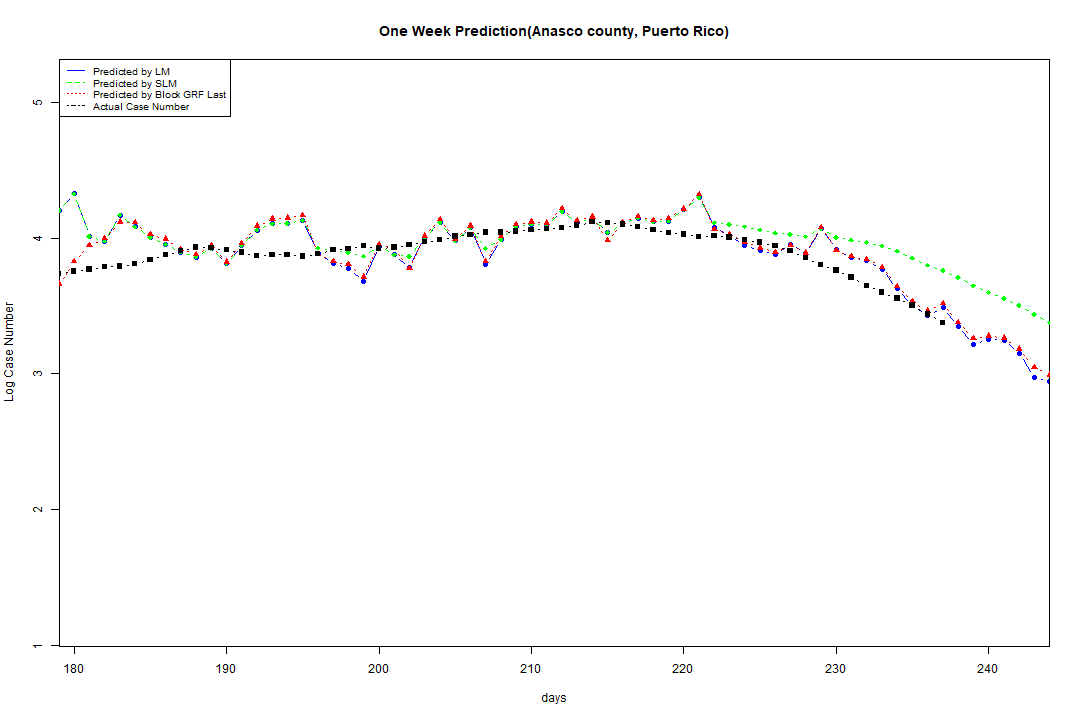 One Week Prediction(Anasco county, Puerto Rico)
Predicted by LM
Predicted by SLM
Predicted by Block GRF Last
Actual Case Number
5
4
3
2
1
Log Case Number
180 190 200 210 220 230 240
days